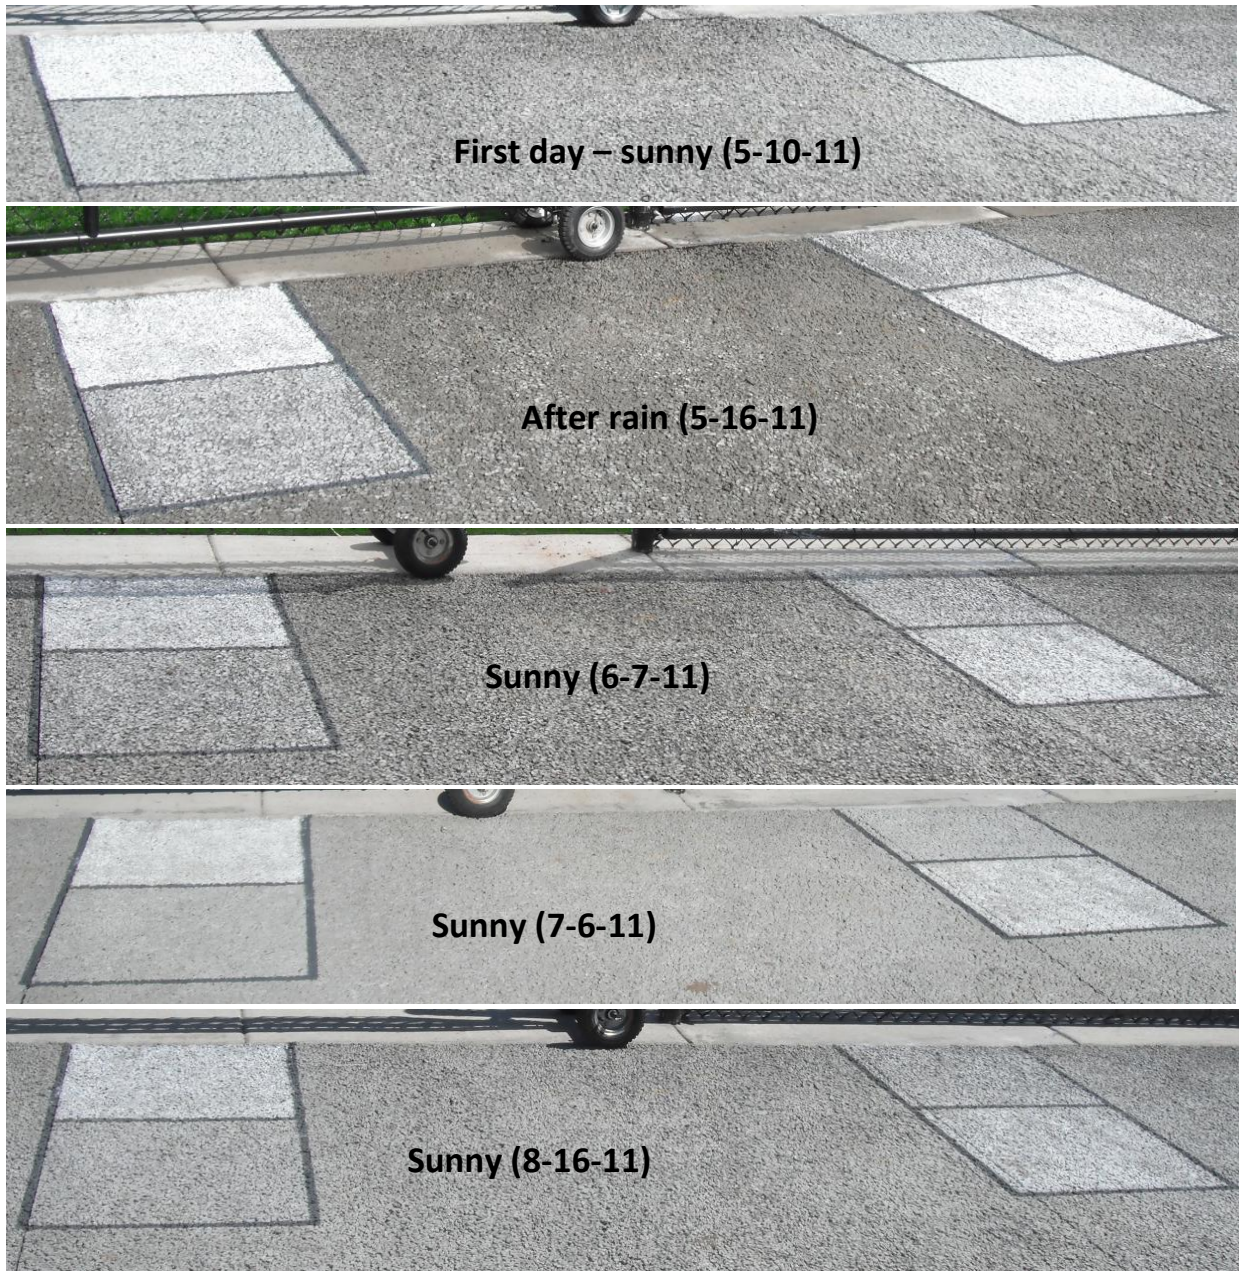 First day – sunny (5-10-11)
After rain (5-16-11)
Sunny (6-7-11)
Sunny (7-6-11)
Sunny (8-16-11)